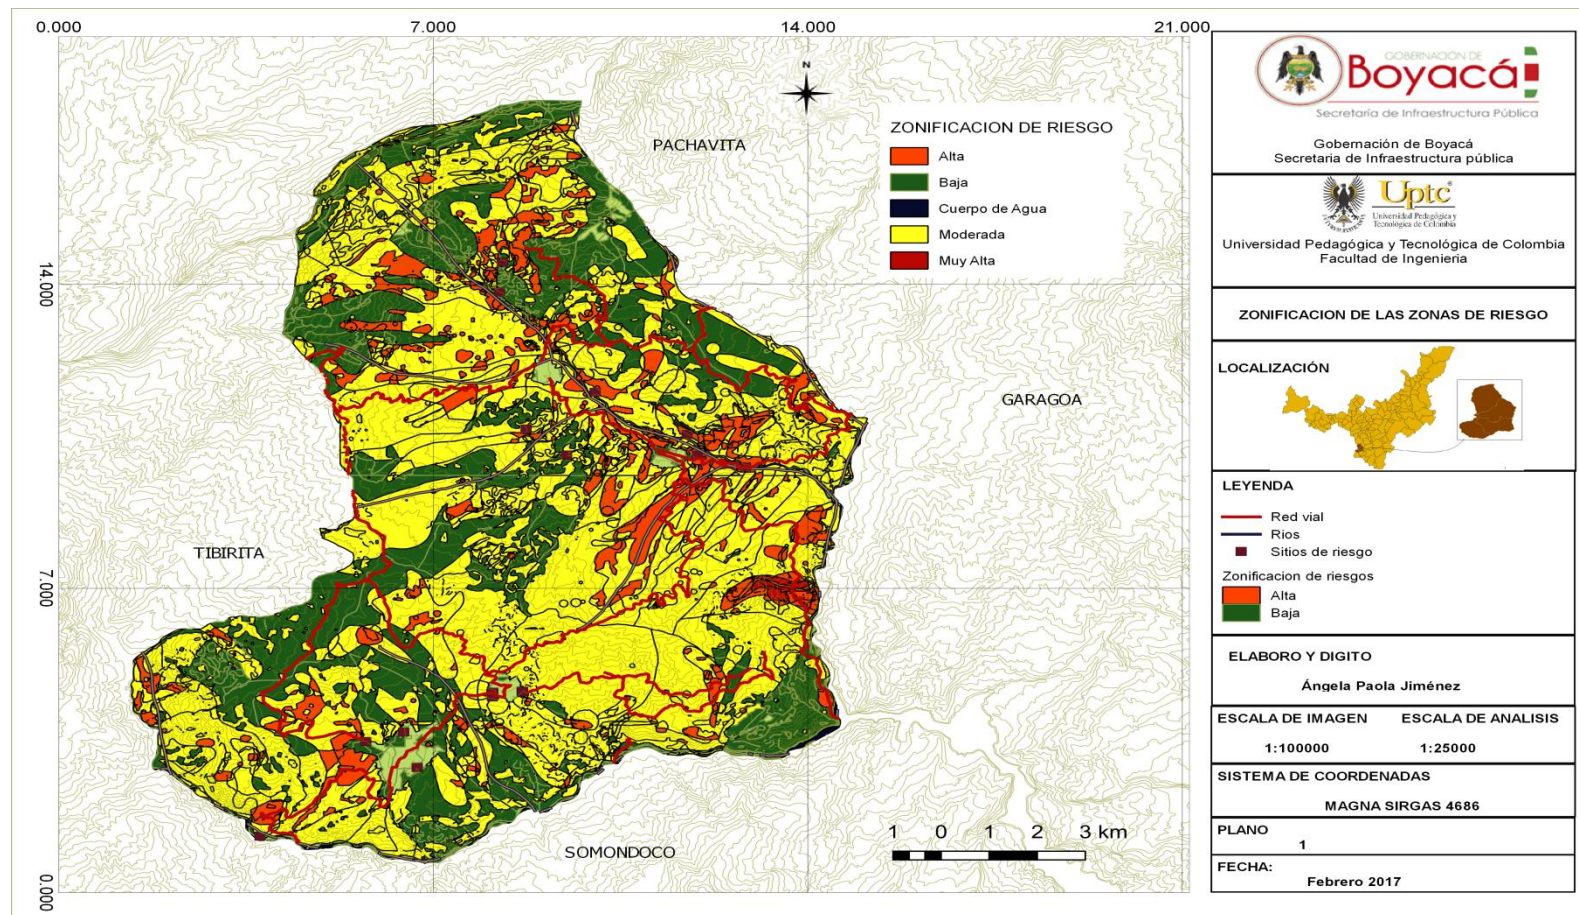 0.000
7.000
14.000
21.000
14.000
7.000
0.000
N
PACHAVITA
GARAGOA
TIBIRITA
SOMONDOCO
ZONIFICACION DE RIESGO
Alta
Baja
Cuerpo de Agua
Moderada
Muy Alta
1 0 1 2 3 km
GOBERNACIÓN DE
Boyacá
Secretaría de Infraestructura Pública
Gobernación de Boyacá
Secretaria de Infraestructura pública
Uptc
Universidad Pedagógica y
Tecnológica de Colombia
Universidad Pedagógica y Tecnológica de Colombia
Facultad de Ingenieria
ZONIFICACION DE LAS ZONAS DE RIESGO
LOCALIZACIÓN
LEYENDA
Red vial
Rios
Sitios de riesgo
Zonificacion de riesgos
Alta
Baja
ELABORO Y DIGITO
Ángela Paola Jiménez
ESCALA DE IMAGEN ESCALA DE ANALISIS
1:100000 1:25000
SISTEMA DE COORDENADAS
MAGNA SIRGAS 4686
PLANO
1
FECHA:
Febrero 2017